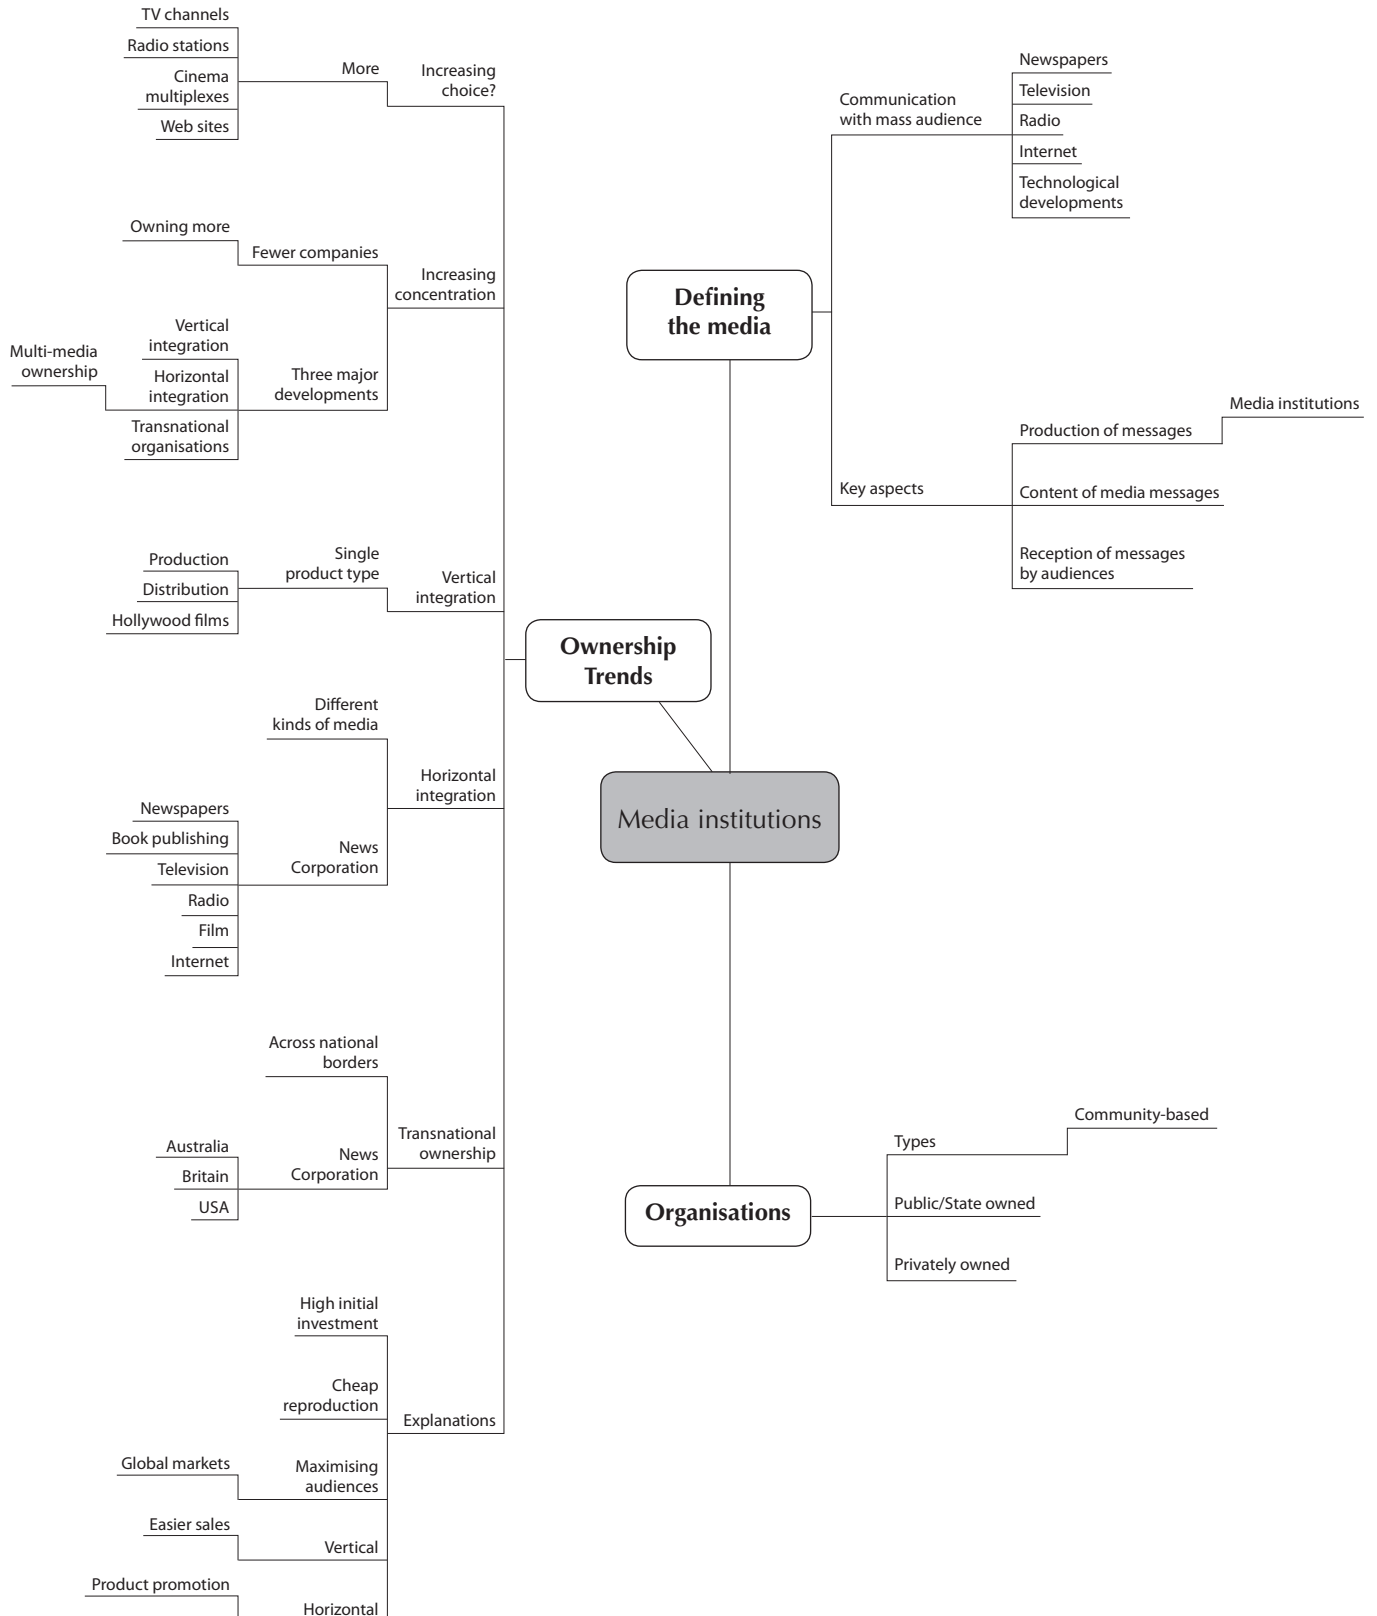 Media institutions
Defining
the media
Communication
with mass audience
Newspapers
Television
Radio
Internet
Technological
developments
Key aspects
Production of messages
Media institutions
Content of media messages
Reception of messages
by audiences
Ownership
Trends
Increasing
choice?
More
TV channels
Radio stations
Cinema
multiplexes
Web sites
Increasing
concentration
Fewer companies
Owning more
Three major
developments
Vertical
integration
Horizontal
integration
Multi-media
ownership
Transnational
organisations
Vertical
integration
Single
product type
Production
Distribution
Hollywood films
Horizontal
integration
Different
kinds of media
News
Corporation
Newspapers
Book publishing
Television
Radio
Film
Internet
Transnational
ownership
Across national
borders
News
Corporation
Australia
Britain
USA
Explanations
High initial
investment
Cheap
reproduction
Maximising
audiences
Global markets
Vertical
Easier sales
Horizontal
Product promotion
Organisations
Types
Community-based
Public/State owned
Privately owned